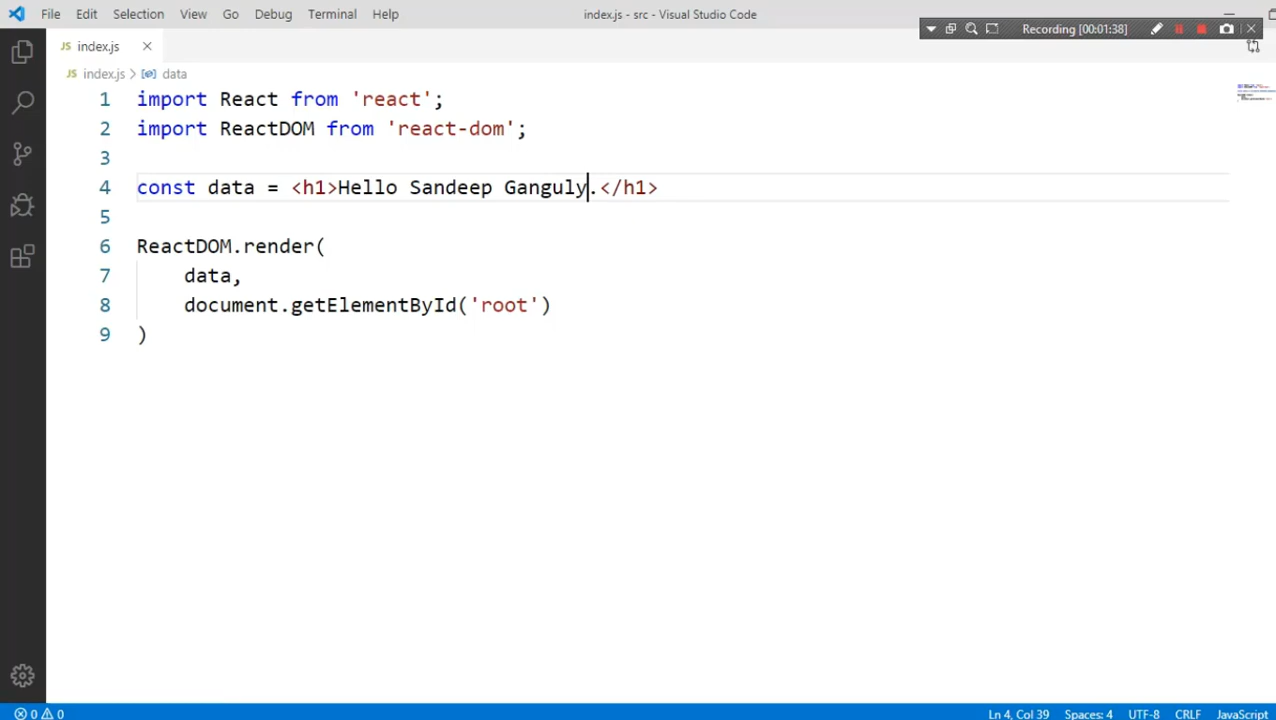 File Edit Selection View Go Debug Terminal Help index.js - src - Visual Studio Code
Recording [00:01:38]
JS index.js
JS index.js > data
1 import React from 'react';
2 import ReactDOM from 'react-dom';
3
4 const data = <h1>Hello Sandeep Ganguly.</h1>
5
6 ReactDOM.render(
7 data,
8 document.getElementById('root')
9 )
0 0 Ln 4, Col 39 Spaces: 4 UTF-8 CRLF JavaScript